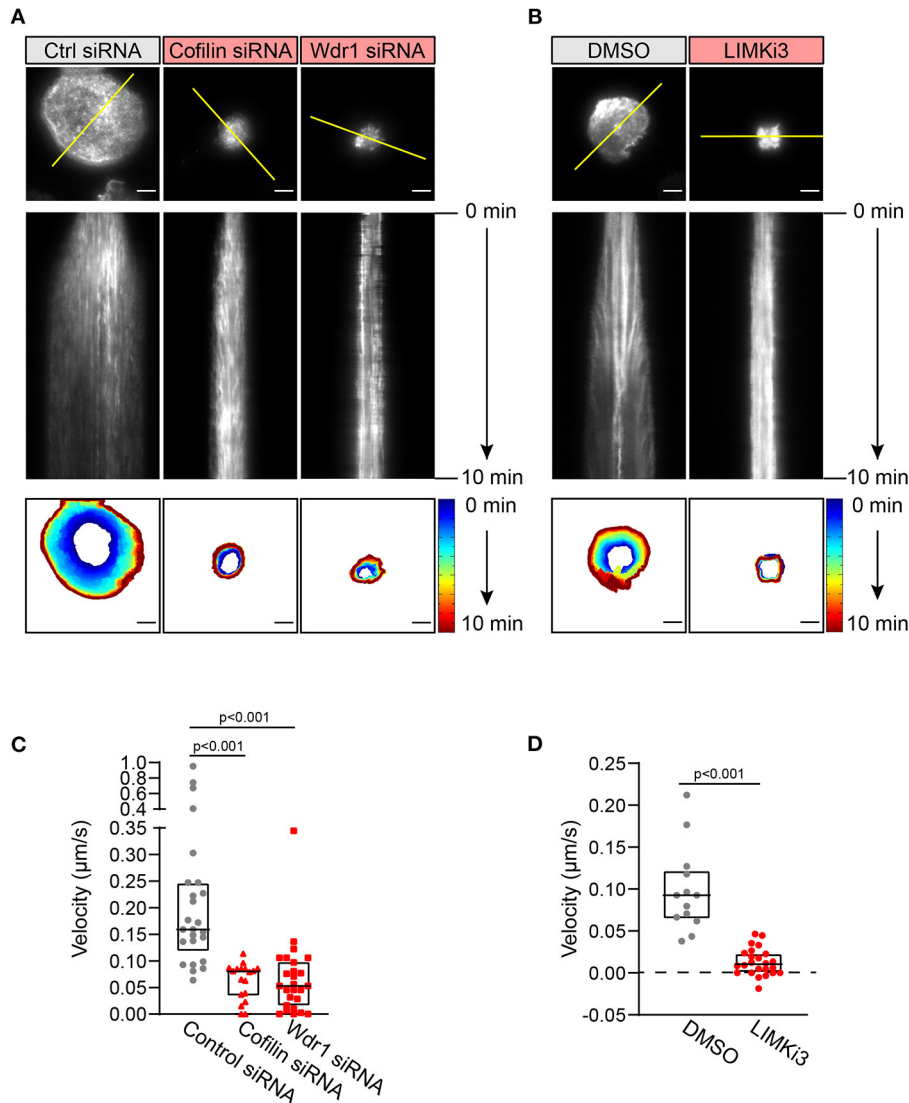 A
B
Ctrl siRNA
Cofilin siRNA
Wdr1 siRNA
DMSO
LIMKi3
0 min
10 min
0 min
10 min
0 min
10 min
0 min
10 min
C
p<0.001
p<0.001
Velocity (µm/s)
1.0
0.8
0.6
0.4
0.35
0.30
0.25
0.20
0.15
0.10
0.05
0.00
Control siRNA
Cofilin siRNA
Wdr1 siRNA
D
p<0.001
Velocity (µm/s)
0.25
0.20
0.15
0.10
0.05
0.00
-0.05
DMSO
LIMKi3